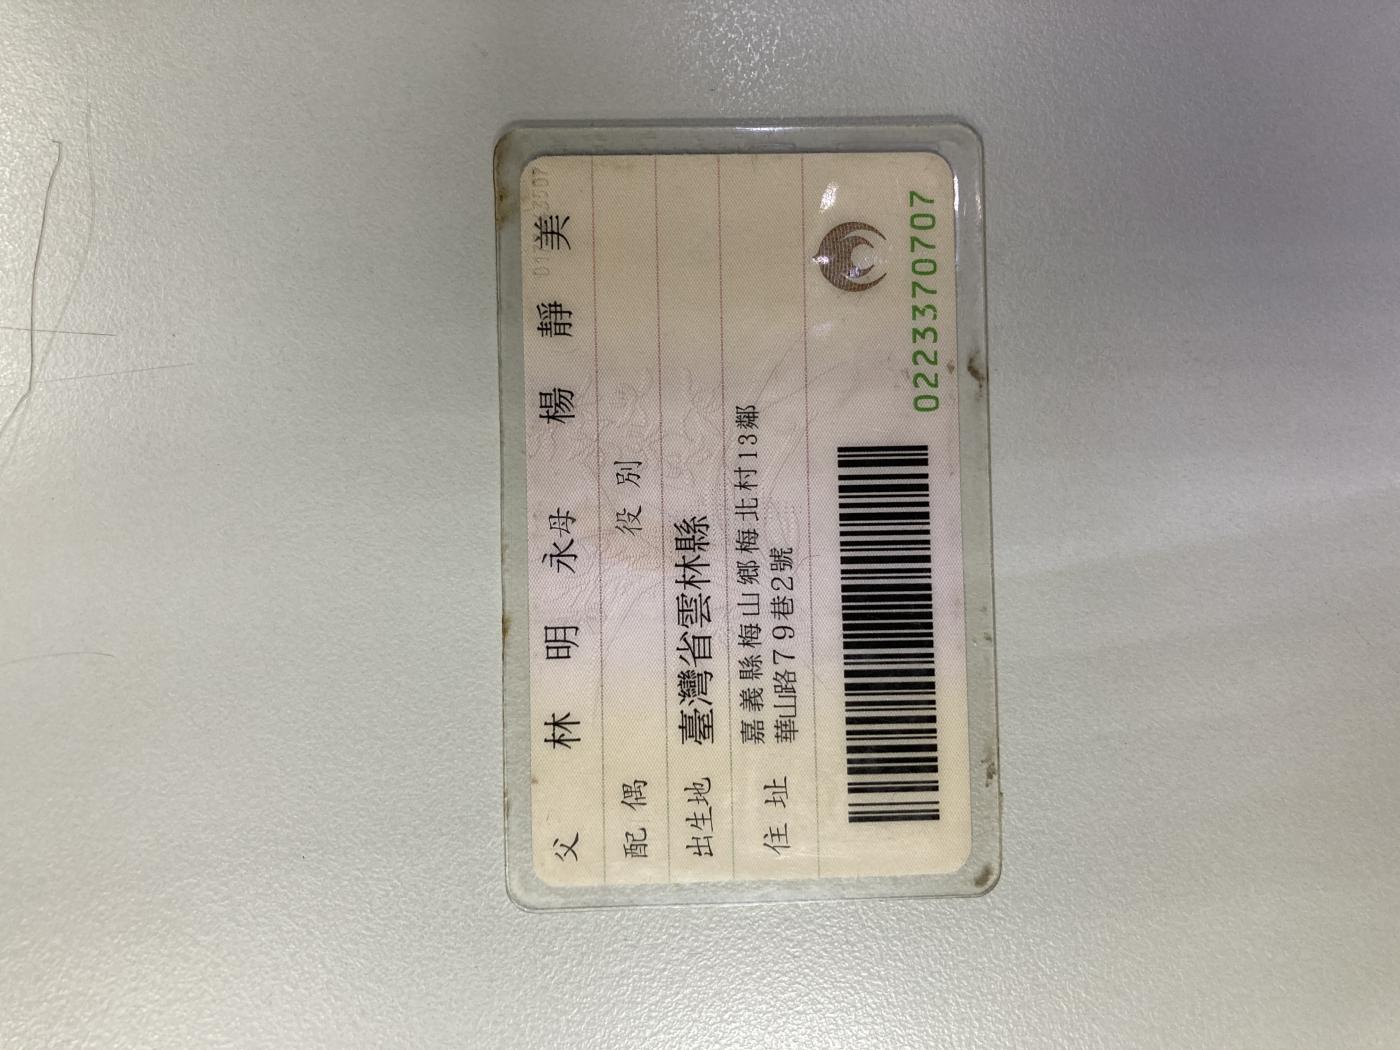 父 林明永 母 楊靜美
配偶 役別
出生地 臺灣省雲林縣
住址 嘉義縣梅山鄉梅北村13鄰
華山路79巷2號
0223370707